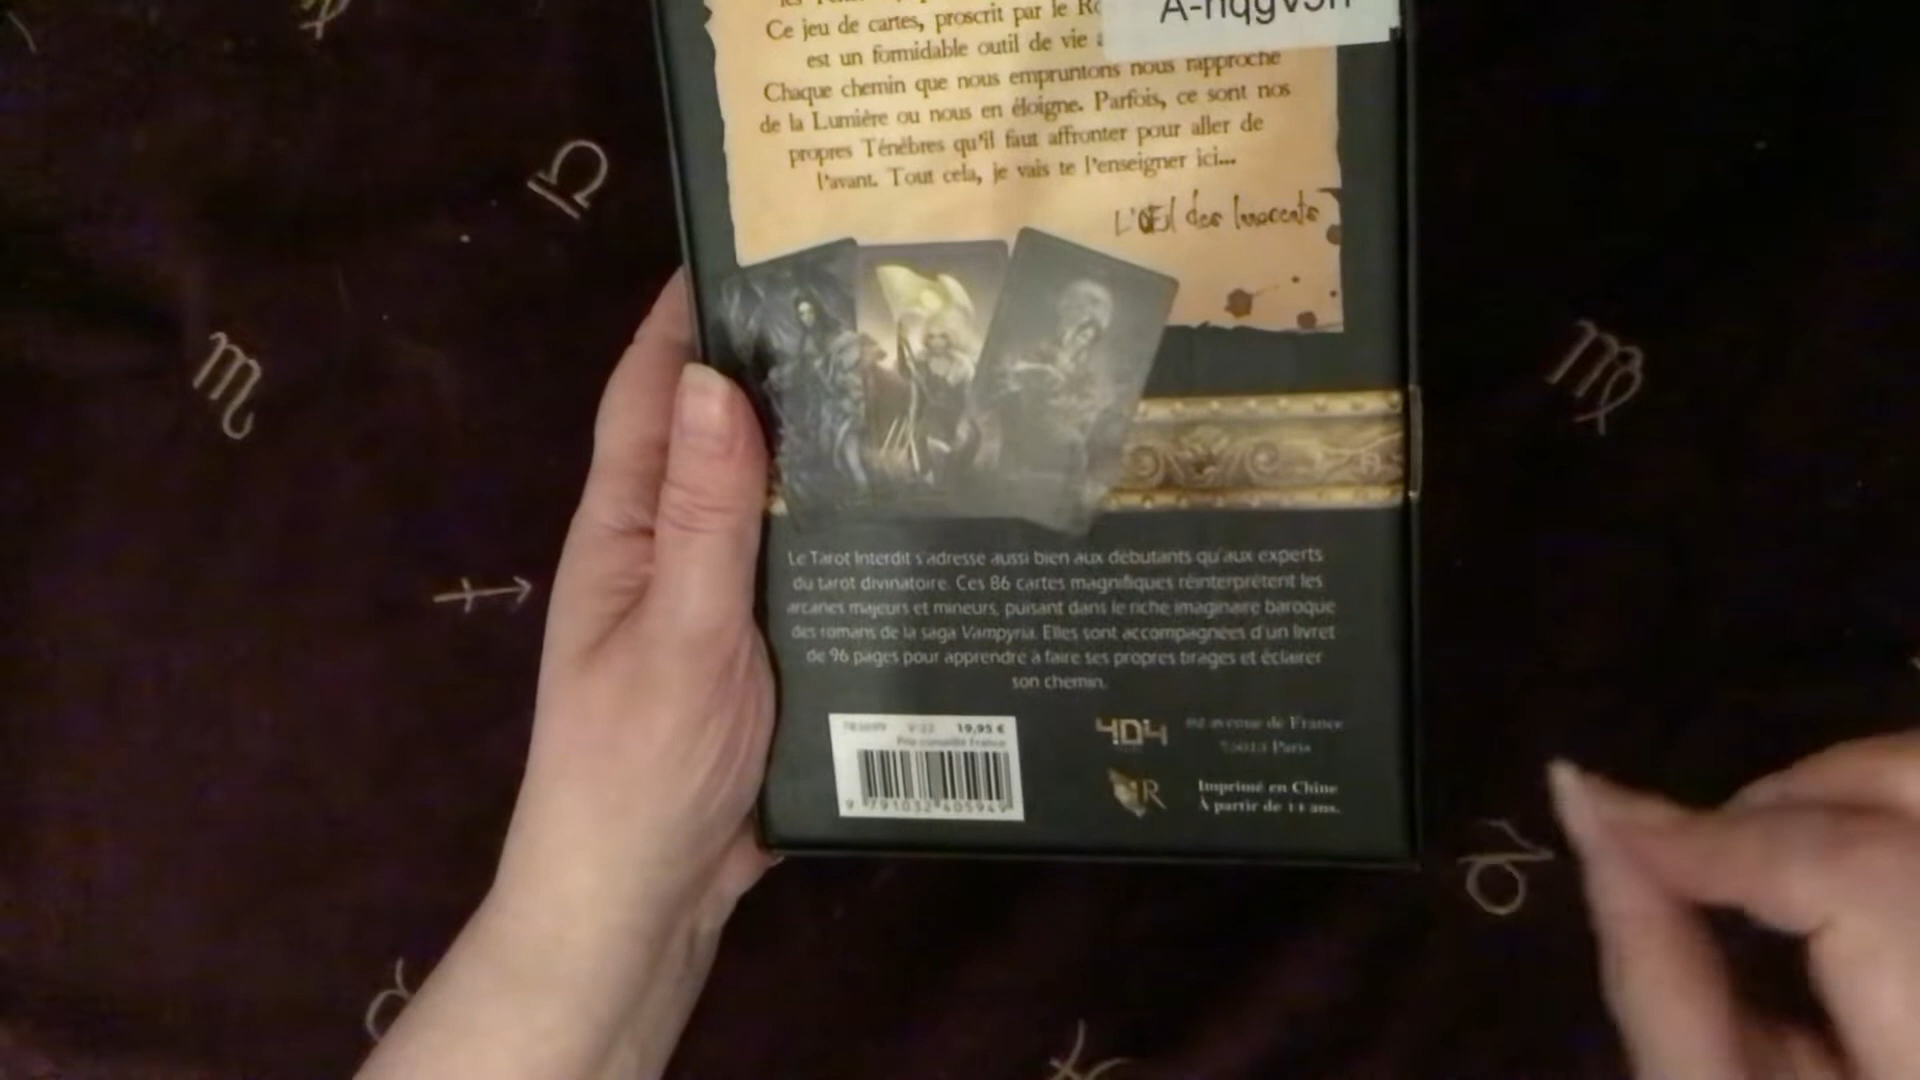 A-nqgv5n
Ce jeu de cartes, proscrit par le
est un formidable outil de vie
Chaque chemin que nous empruntons nous rapproche
de la Lumière ou nous en éloigne. Parfois, ce sont nos
propres Ténèbres qu'il faut affronter pour aller de
l'avant. Tout cela, je vais te l'enseigner ici...
L'Œil des Innocents
Le Tarot Interdit s'adresse aussi bien aux débutants qu'aux experts
du tarot divinatoire. Ces 86 cartes magnifiques réinterprètent les
arcanes majeurs et mineurs, puisant dans le riche imaginaire baroque
des romans de la saga Vampyria. Elles sont accompagnées d'un livret
de 96 pages pour apprendre à faire ses propres tirages et éclairer
son chemin.
19,95 €
Prix conseillé France
9 791032 405949
404
avenue de France
75013 Paris
R
Imprimé en Chine
À partir de 14 ans.